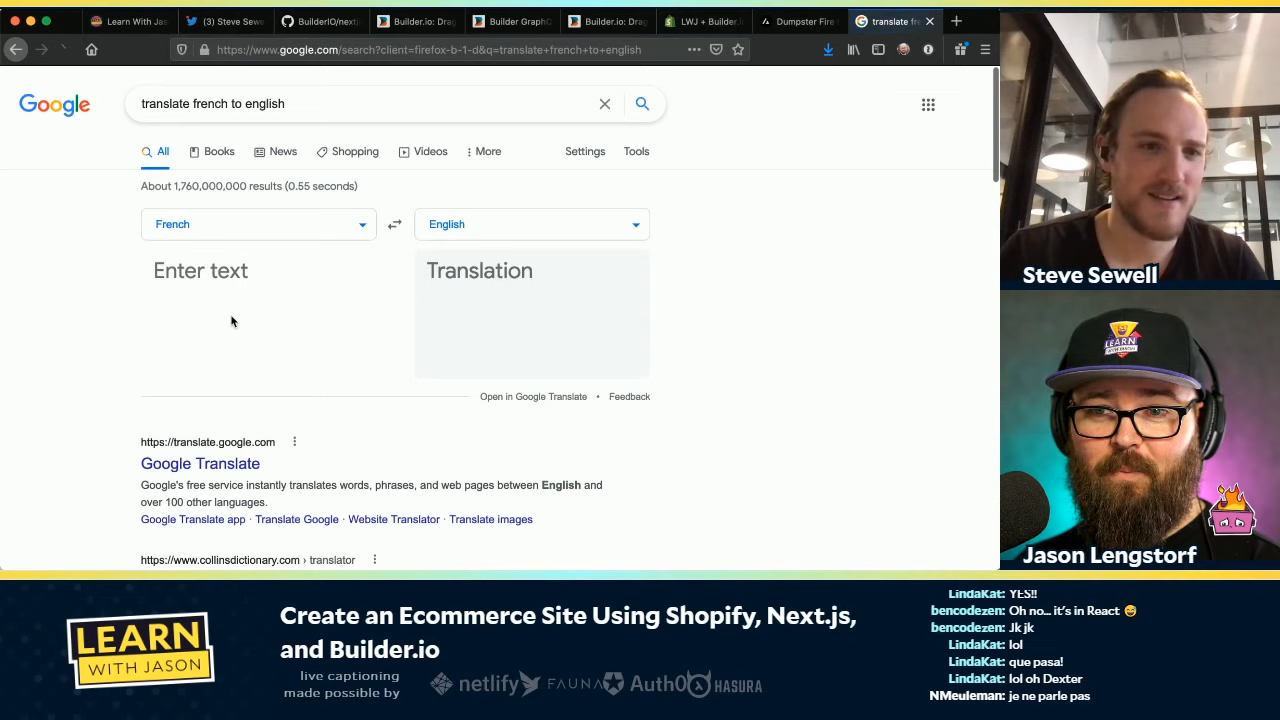 Learn With Jas
(3) Steve Sewe
BuilderIO/nextj
Builder.io: Drag
Builder GraphQ
Builder.io: Drag
LWJ + Builder.i
Dumpster Fire
translate fre
https://www.google.com/search?client=firefox-b-1-d&q=translate+french+to+english
Google
translate french to english
All
Books
News
Shopping
Videos
More
Settings
Tools
About 1,760,000,000 results (0.55 seconds)
French
English
Enter text
Translation
Open in Google Translate • Feedback
https://translate.google.com
Google Translate
Google's free service instantly translates words, phrases, and web pages between English and
over 100 other languages.
Google Translate app · Translate Google · Website Translator · Translate images
https://www.collinsdictionary.com › translator
Steve Sewell
LEARN
Jason Lengstorf
LEARN
WITH JASON
Create an Ecommerce Site Using Shopify, Next.js,
and Builder.io
live captioning
made possible by
netlify
FAUNA
Auth0
HASURA
LindaKat: YES!!
bencodezen: Oh no... it's in React 😅
bencodezen: Jk jk
LindaKat: lol
LindaKat: que pasa!
LindaKat: lol oh Dexter
NMeuleman: je ne parle pas